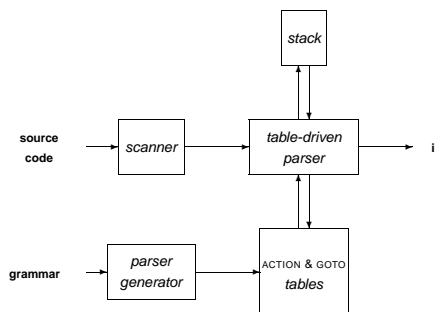 stack
source
code
scanner
table-driven
parser
i
grammar
parser
generator
ACTION & GOTO
tables